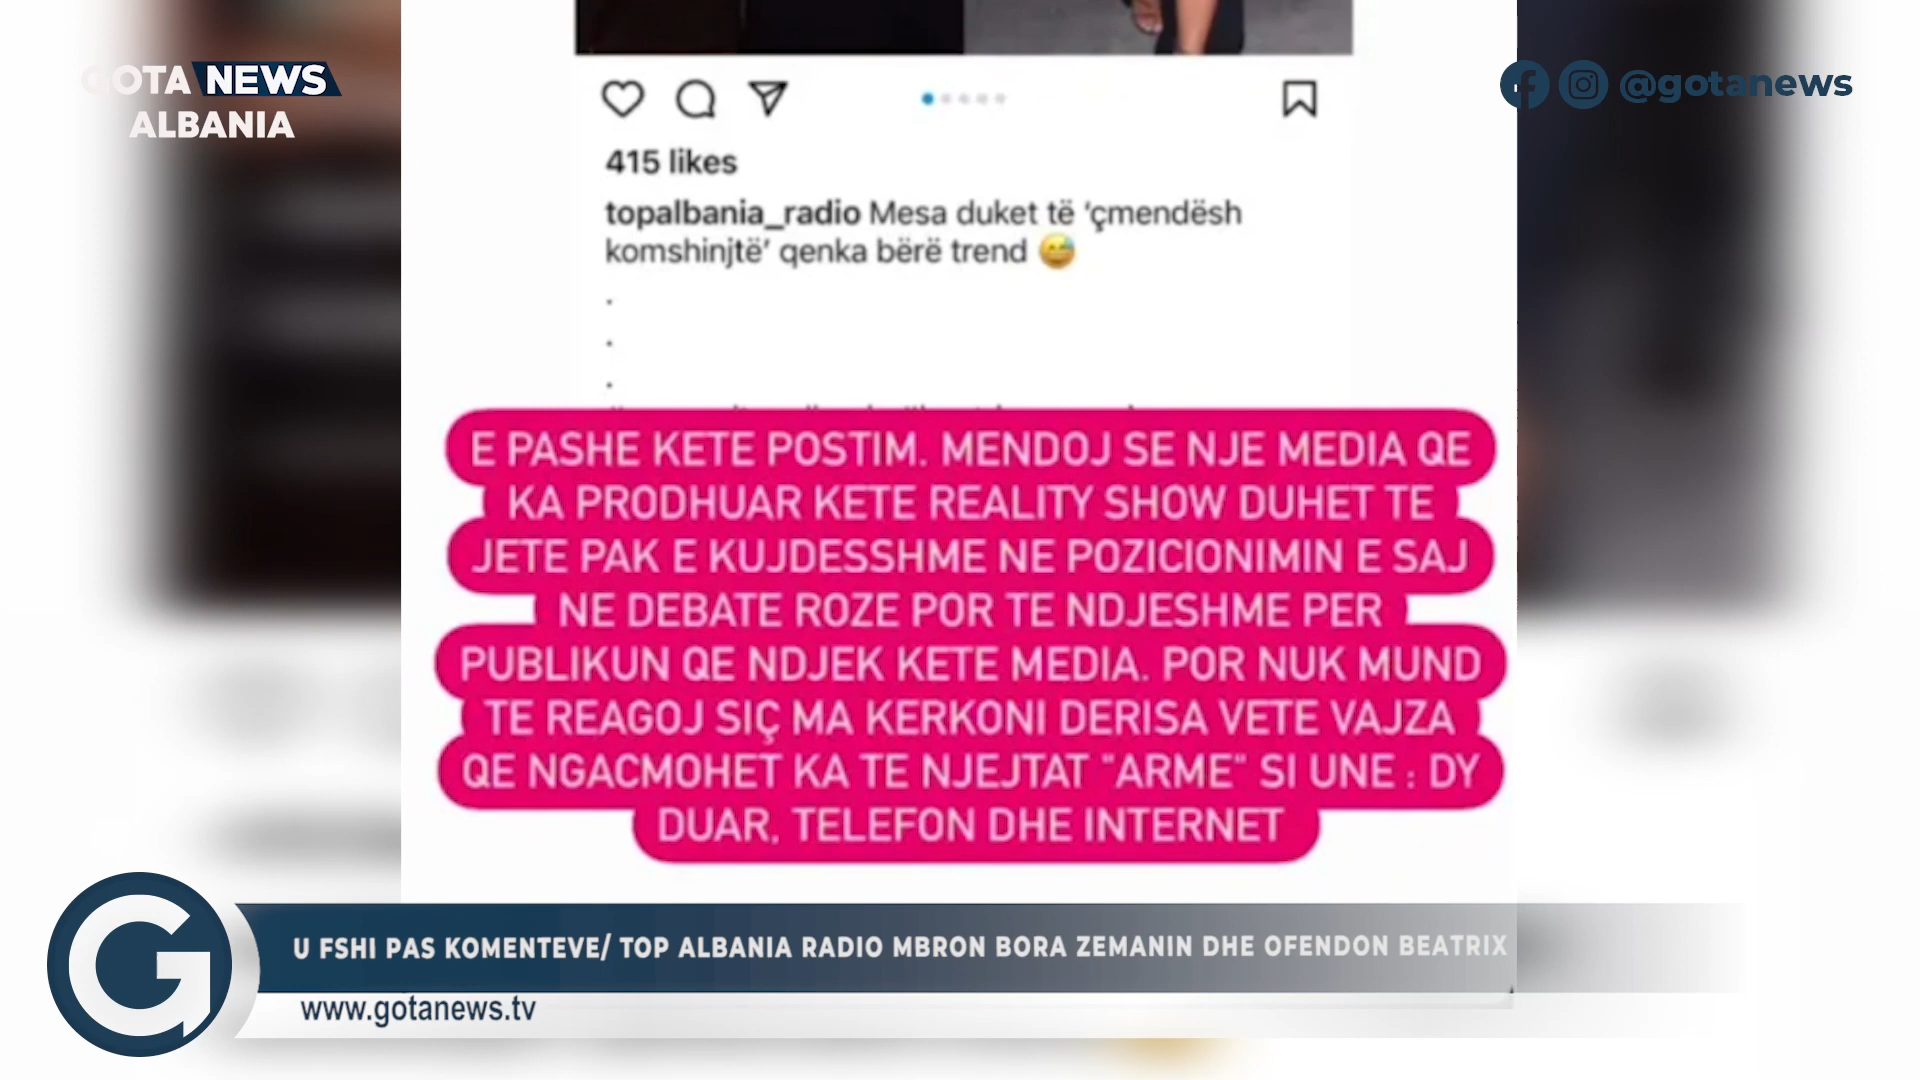 GOTA NEWS
ALBANIA
@gotanews
415 likes
topalbania_radio Mesa duket të ‘çmendësh
komshinjtë’ qenka bërë trend 😅
.
.
.
E PASHE KETE POSTIM. MENDOJ SE NJE MEDIA QE
KA PRODHUAR KETE REALITY SHOW DUHET TE
JETE PAK E KUJDESSHME NE POZICIONIMIN E SAJ
NE DEBATE ROZE POR TE NDJESHME PER
PUBLIKUN QE NDJEK KETE MEDIA. POR NUK MUND
TE REAGOJ SIÇ MA KERKONI DERISA VETE VAJZA
QE NGACMOHET KA TE NJEJTAT "ARME" SI UNE : DY
DUAR, TELEFON DHE INTERNET
U FSHI PAS KOMENTEVE/ TOP ALBANIA RADIO MBRON BORA ZEMANIN DHE OFENDON BEATRIX
www.gotanews.tv